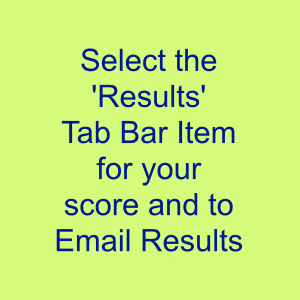 Select the
'Results'
Tab Bar Item
for your
score and to
Email Results